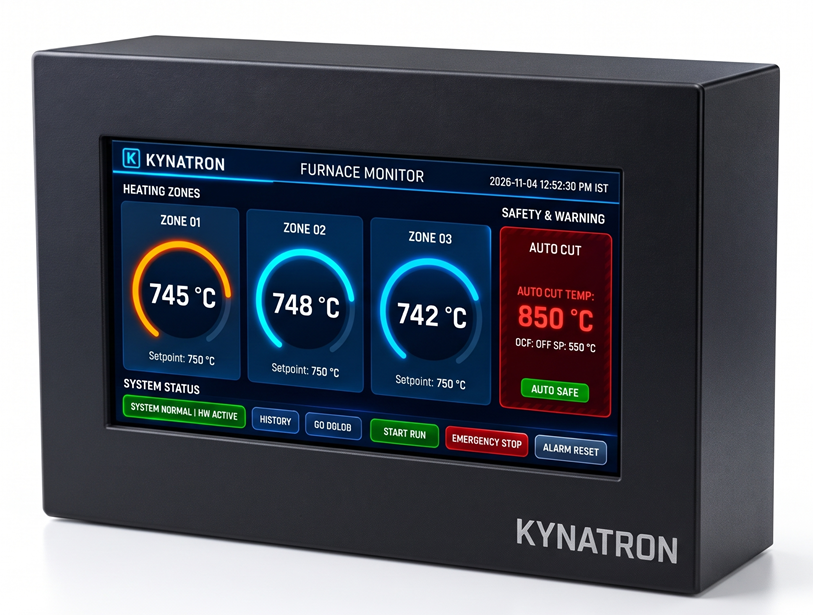 K KYNATRON
FURNACE MONITOR
2026-11-04 12:52:30 PM IST
HEATING ZONES
ZONE 01
745 °C
Setpoint: 750 °C
ZONE 02
748 °C
Setpoint: 750 °C
ZONE 03
742 °C
Setpoint: 750 °C
SAFETY & WARNING
AUTO CUT
AUTO CUT TEMP:
850 °C
OCF: OFF SP: 550 °C
AUTO SAFE
SYSTEM STATUS
SYSTEM NORMAL | HW ACTIVE
HISTORY
GO DGLOB
START RUN
EMERGENCY STOP
ALARM RESET
KYNATRON